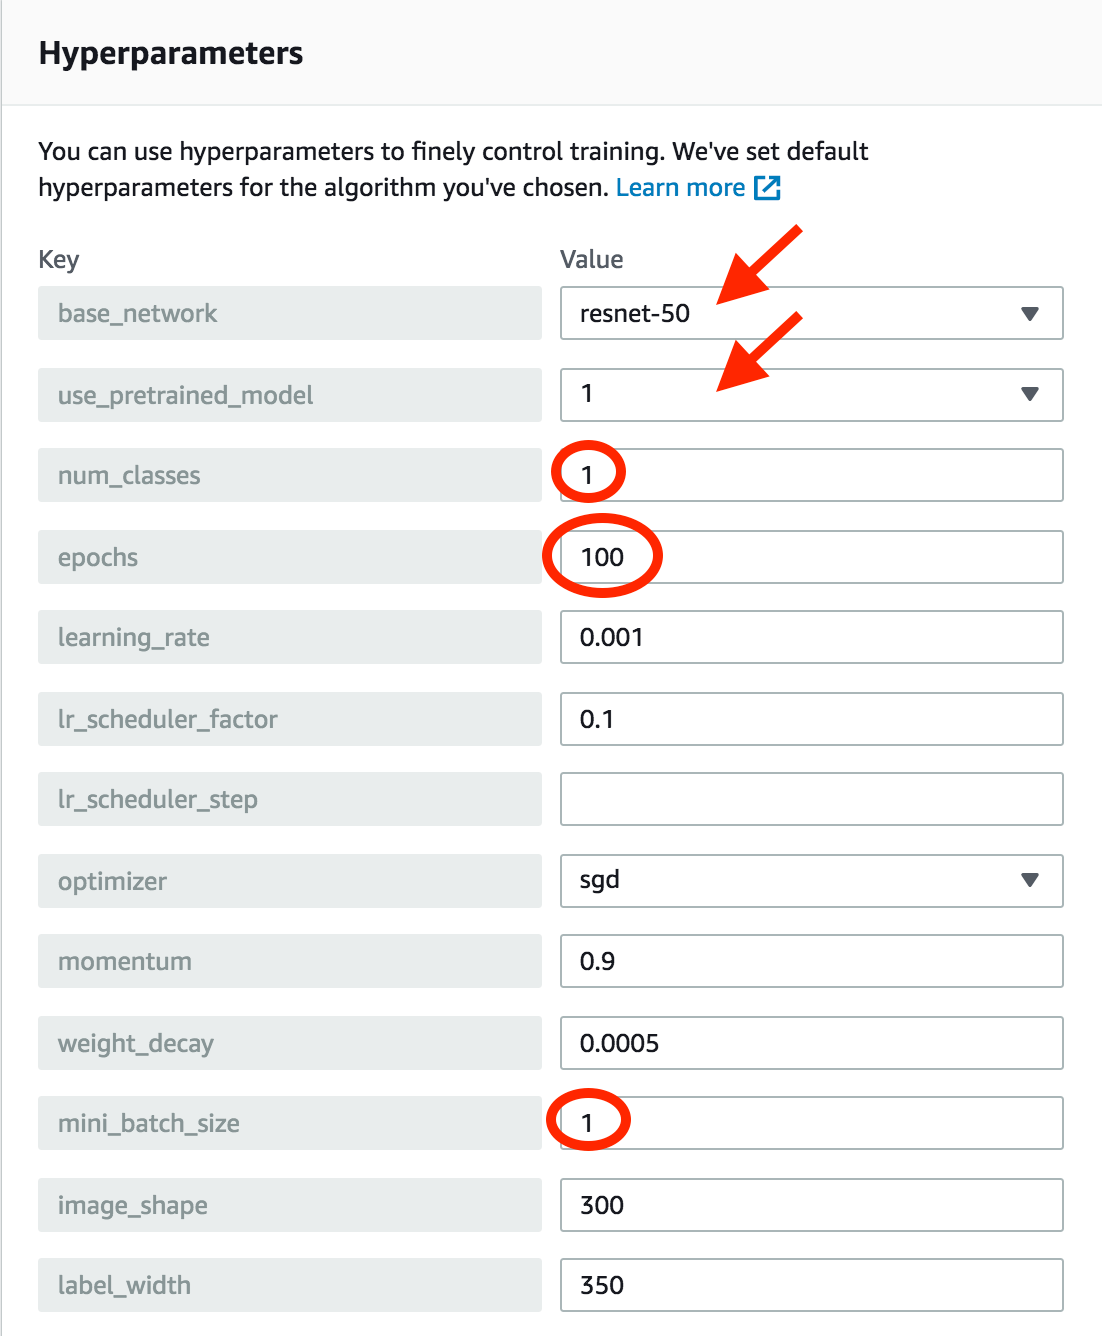 Hyperparameters
You can use hyperparameters to finely control training. We've set default
hyperparameters for the algorithm you've chosen. Learn more
Key Value
base_network resnet-50
use_pretrained_model 1
num_classes 1
epochs 100
learning_rate 0.001
lr_scheduler_factor 0.1
lr_scheduler_step
optimizer sgd
momentum 0.9
weight_decay 0.0005
mini_batch_size 1
image_shape 300
label_width 350